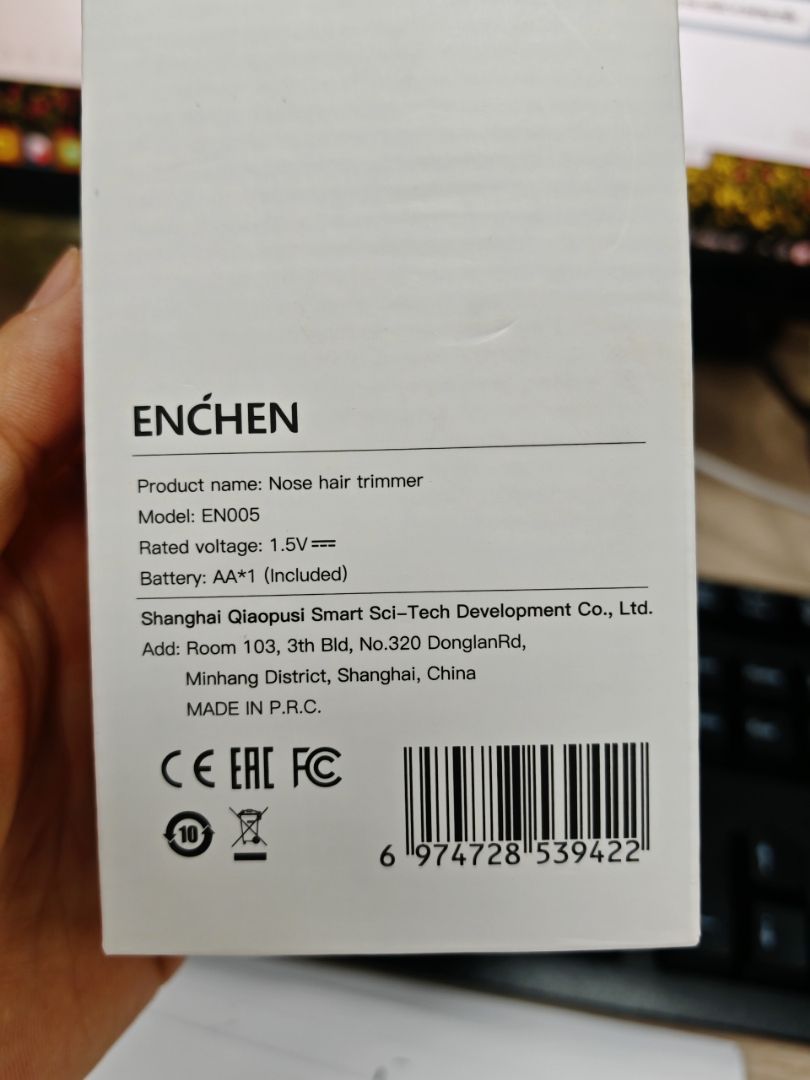 ENCHEN
Product name: Nose hair trimmer
Model: EN005
Rated voltage: 1.5V⎓
Battery: AA*1 (Included)
Shanghai Qiaopusi Smart Sci-Tech Development Co., Ltd.
Add: Room 103, 3th Bld, No.320 DonglanRd,
Minhang District, Shanghai, China
MADE IN P.R.C.
CE EAC FC
10
6 974728 539422